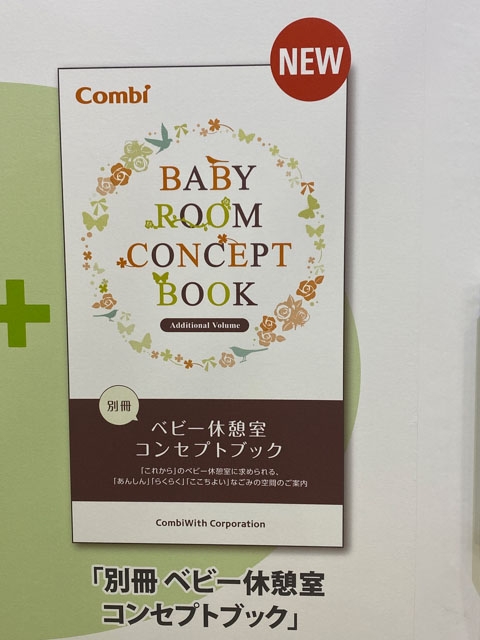 NEW
Combi
BABY
ROOM
CONCEPT
BOOK
Additional Volume
別冊
ベビー休憩室
コンセプトブック
「これから」のベビー休憩室に求められる、
「あんしん」「らくらく」「ここちよい」なごみの空間のご案内
CombiWith Corporation
「別冊 ベビー休憩室
コンセプトブック」